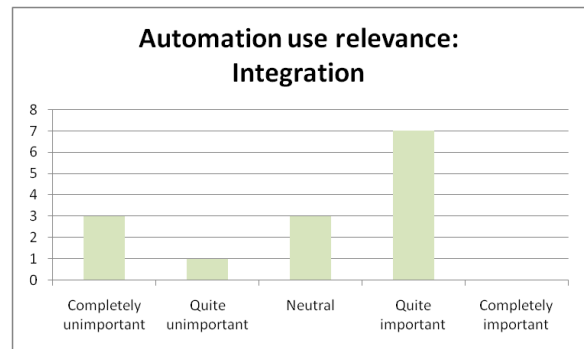 Automation use relevance:
Integration
8
7
6
5
4
3
2
1
0
Completely unimportant
Quite unimportant
Neutral
Quite important
Completely important